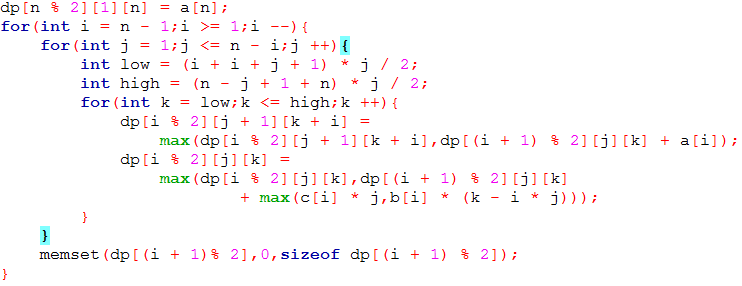 dp[n % 2][1][n] = a[n];
for(int i = n - 1;i >= 1;i --){
    for(int j = 1;j <= n - i;j ++){
        int low = (i + i + j + 1) * j / 2;
        int high = (n - j + 1 + n) * j / 2;
        for(int k = low;k <= high;k ++){
            dp[i % 2][j + 1][k + i] =
                max(dp[i % 2][j + 1][k + i],dp[(i + 1) % 2][j][k] + a[i]);
            dp[i % 2][j][k] =
                max(dp[i % 2][j][k],dp[(i + 1) % 2][j][k]
                        + max(c[i] * j,b[i] * (k - i * j)));
        }
    }
    memset(dp[(i + 1)% 2],0,sizeof dp[(i + 1) % 2]);
}